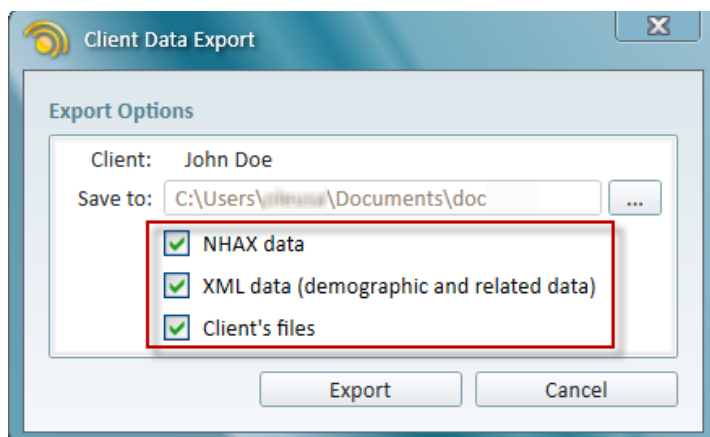 Client Data Export
Export Options
Client: John Doe
Save to: C:\Users\ \Documents\doc ...
NHAX data
XML data (demographic and related data)
Client's files
Export Cancel